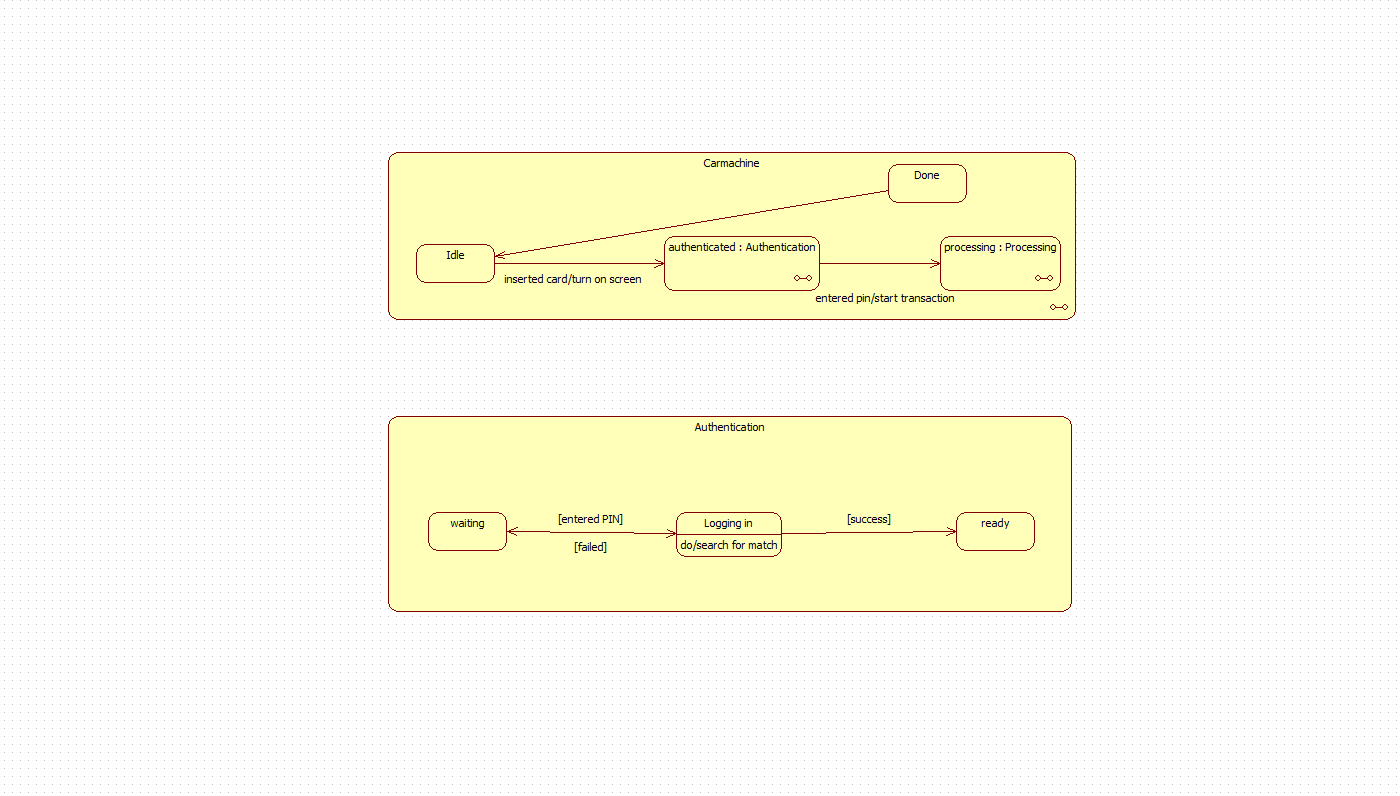 Carmachine
Done
Idle
authenticated : Authentication
processing : Processing
inserted card/turn on screen
entered pin/start transaction
Authentication
waiting
[entered PIN]
[failed]
Logging in
do/search for match
[success]
ready